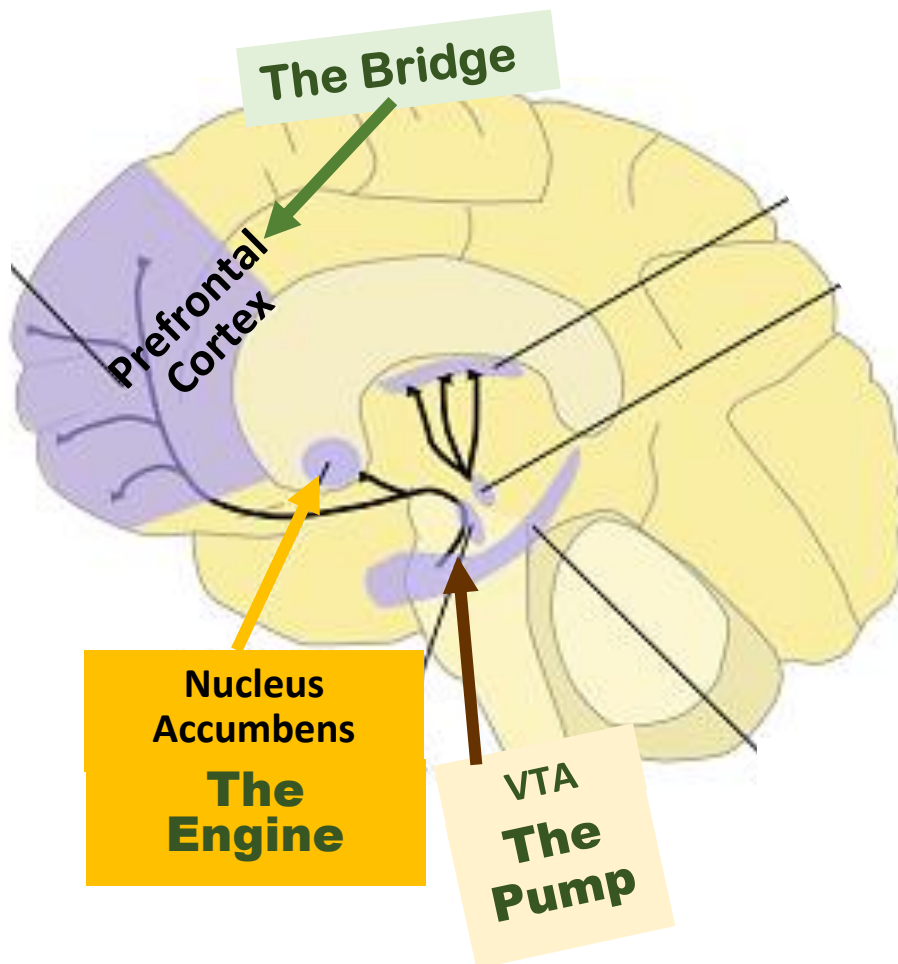 The Bridge
Prefrontal
Cortex
Nucleus
Accumbens
The
Engine
VTA
The
Pump